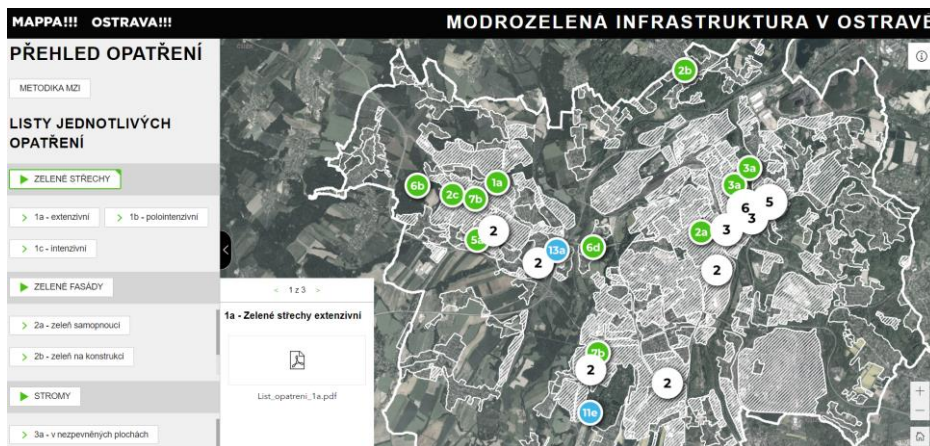 MAPPA!!! OSTRAVA!!! MODROZELENÁ INFRASTRUKTURA V OSTRAVĚ
PŘEHLED OPATŘENÍ
METODIKA MZI
LISTY JEDNOTLIVÝCH
OPATŘENÍ
ZELENÉ STŘECHY
1a - extenzivní
1b - polointenzivní
1c - intenzivní
ZELENÉ FASÁDY
2a - zeleň samopnoucí
2b - zeleň na konstrukci
STROMY
3a - v nezpevněných plochách
< 1 z 3 >
1a - Zelené střechy extenzivní
List_opatreni_1a.pdf
2b
6b
2c
7b
1a
3a
3a
6
5
3
3
2a
5a
2
2
13a
6d
2
7b
2
2
11e